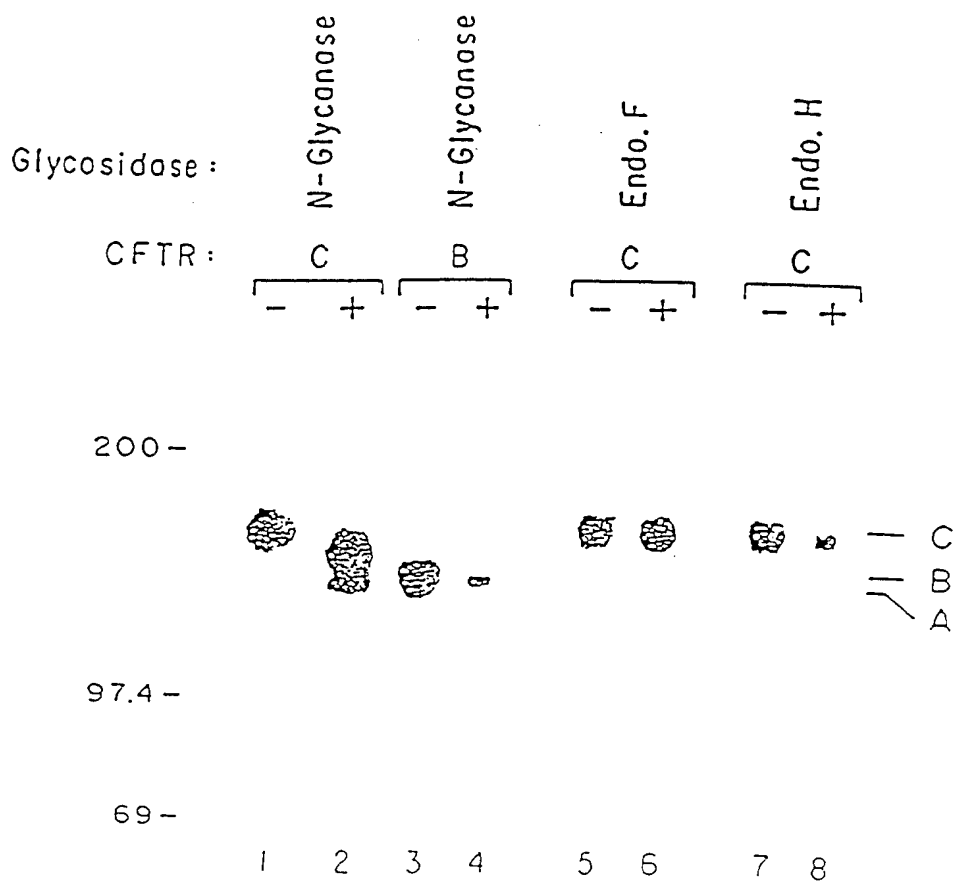 Glycosidase: N-Glycanase N-Glycanase Endo. F Endo. H
CFTR: C B C C
- + - + - + - +
200-
C
B
A
97.4-
69-
1 2 3 4 5 6 7 8